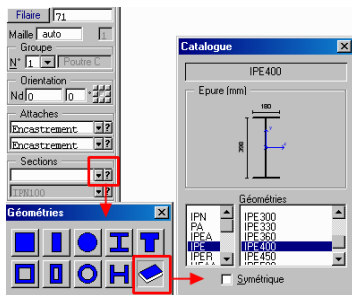 Filaire 71
Maille auto 1
Groupe
N° 1 Poutre C
Orientation
Nd 0 0 °
Attaches
Encastrement ?
Encastrement ?
Sections
?
IPN100 ?
Géométries
Catalogue
IPE400
Epure (mm)
180
Géométries
IPN
PA
IPEA
IPE
IPER
IPE300
IPE330
IPE360
IPE400
IPE450
Symétrique